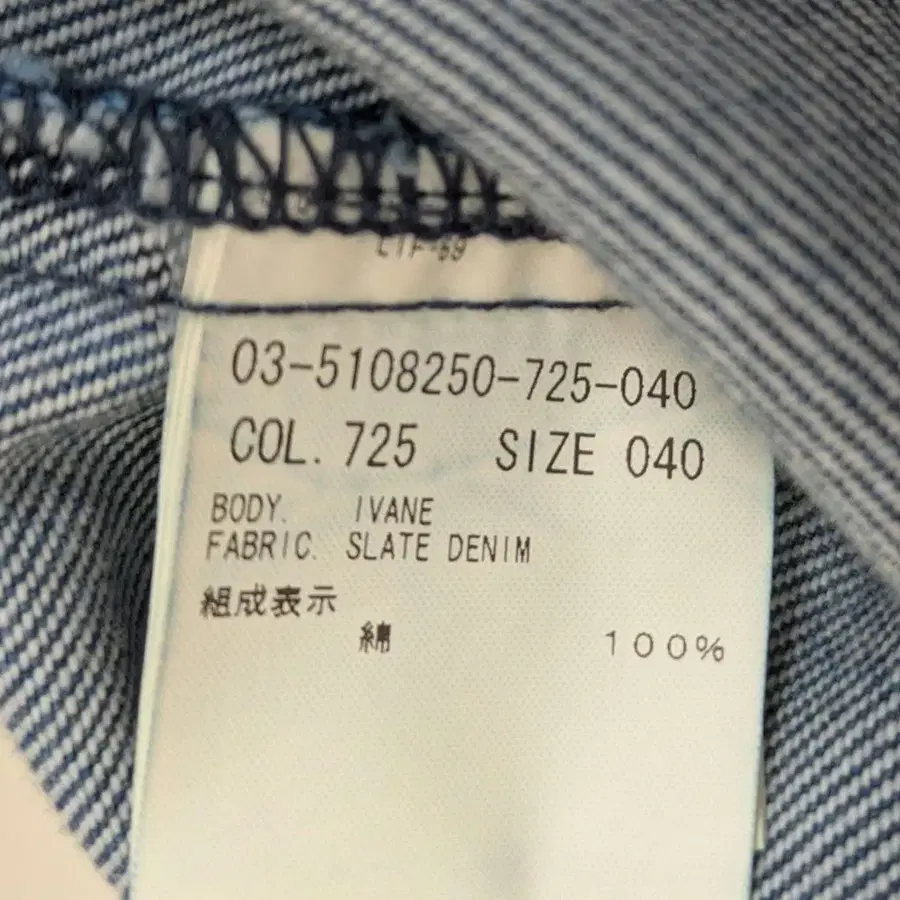 03-5108250-725-040
COL. 725 SIZE 040
BODY. IVANE
FABRIC. SLATE DENIM
組成表示
綿 100%